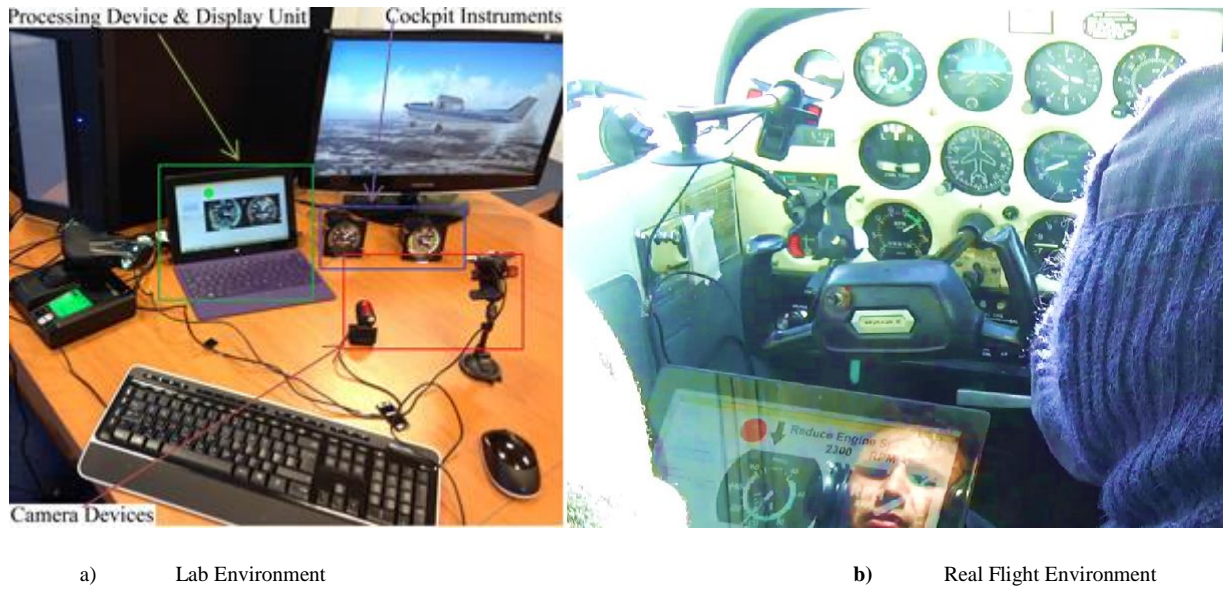 Processing Device & Display Unit
Cockpit Instruments
Camera Devices
L T R
Reduce Engine
2300 RPM
a) Lab Environment
b) Real Flight Environment